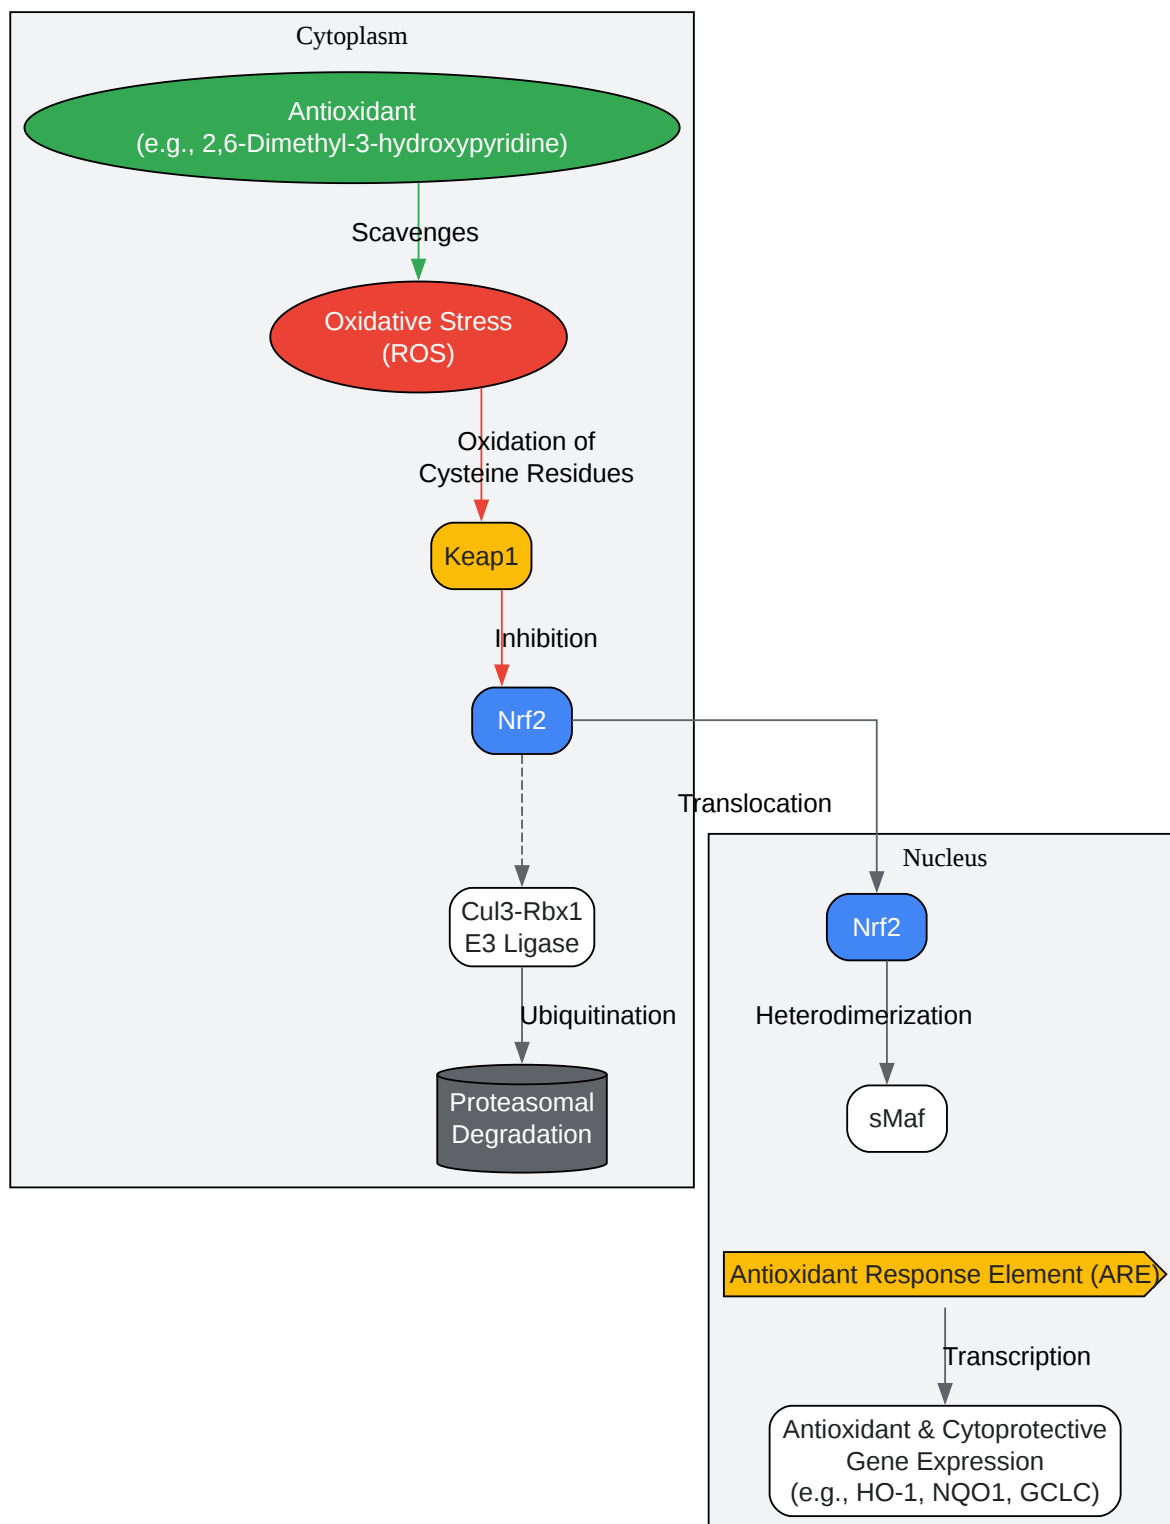 Cytoplasm
Antioxidant
(e.g., 2,6-Dimethyl-3-hydroxypyridine)
Scavenges
Oxidative Stress
(ROS)
Oxidation of
Cysteine Residues
Keap1
Inhibition
Nrf2
Translocation
Nucleus
Cul3-Rbx1
E3 Ligase
Nrf2
Ubiquitination
Heterodimerization
Proteasomal
Degradation
sMaf
Antioxidant Response Element (ARE)
Transcription
Antioxidant & Cytoprotective
Gene Expression
(e.g., HO-1, NQO1, GCLC)